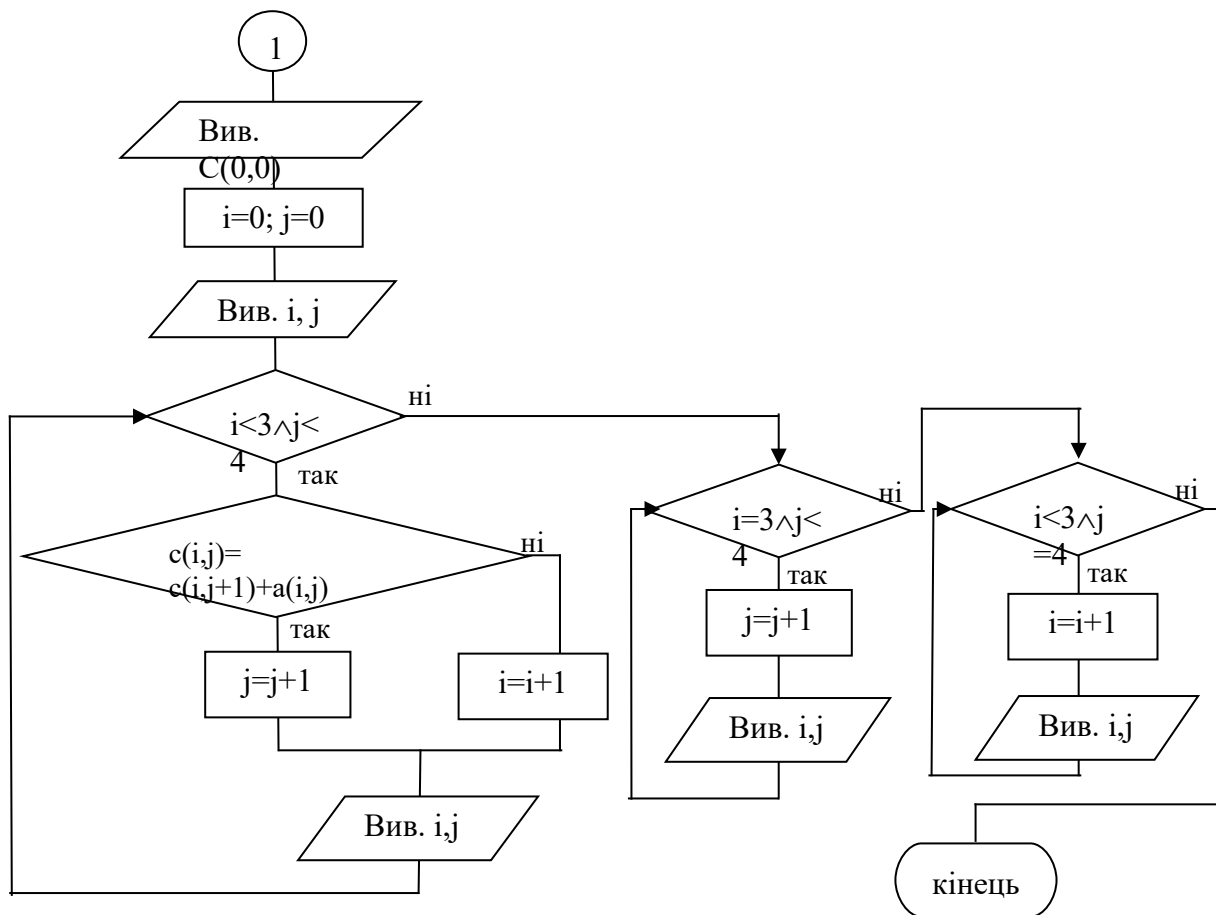 1
Вив.
С(0,0)
i=0; j=0
Вив. i, j
i<3∧j<
4
ні
так
c(i,j)=
c(i,j+1)+a(i,j)
ні
так
j=j+1
i=i+1
Вив. i,j
i=3∧j<
4
ні
так
j=j+1
Вив. i,j
i<3∧j
=4
ні
так
i=i+1
Вив. i,j
кінець